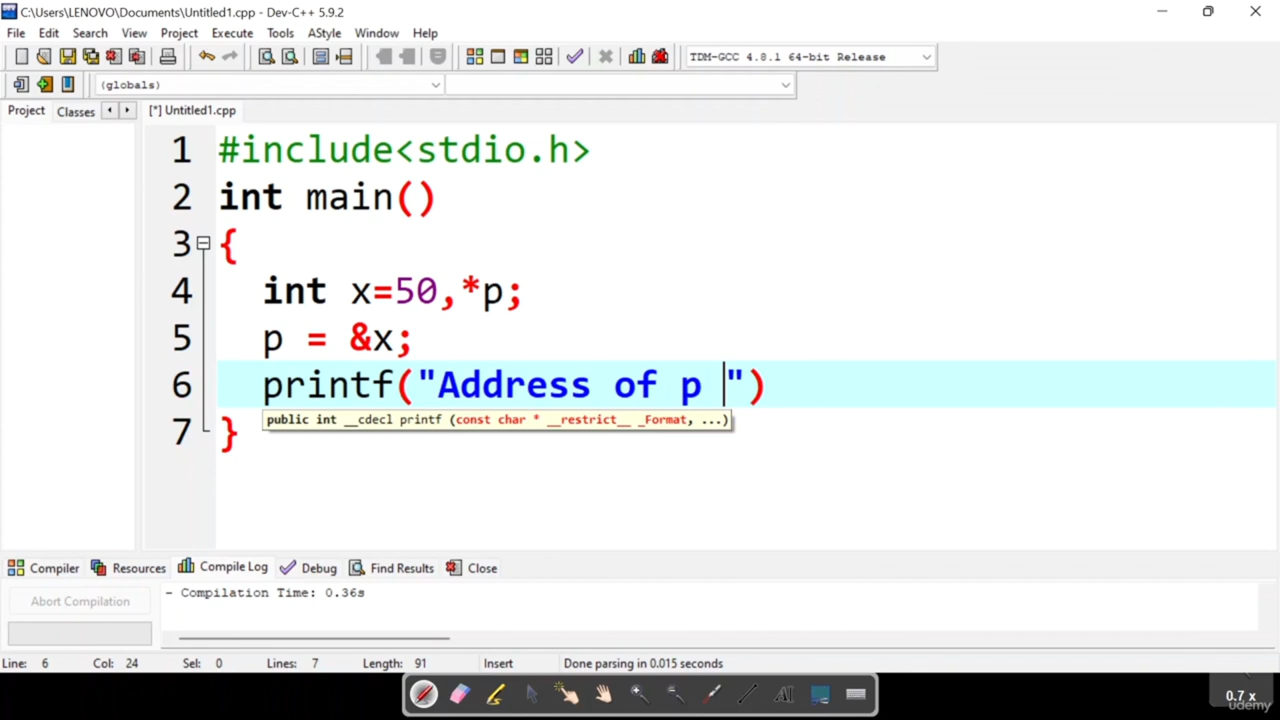 C:\Users\LENOVO\Documents\Untitled1.cpp - Dev-C++ 5.9.2
File Edit Search View Project Execute Tools AStyle Window Help
TDM-GCC 4.8.1 64-bit Release
(globals)
Project Classes [*] Untitled1.cpp
1 #include<stdio.h>
2 int main()
3 {
4 int x=50,*p;
5 p = &x;
6 printf("Address of p ")
public int __cdecl printf (const char * __restrict__ _Format, ...)
7 }
Compiler Resources Compile Log Debug Find Results Close
Abort Compilation
- Compilation Time: 0.36s
Line: 6 Col: 24 Sel: 0 Lines: 7 Length: 91 Insert Done parsing in 0.015 seconds
AI
0.7 x
udemy